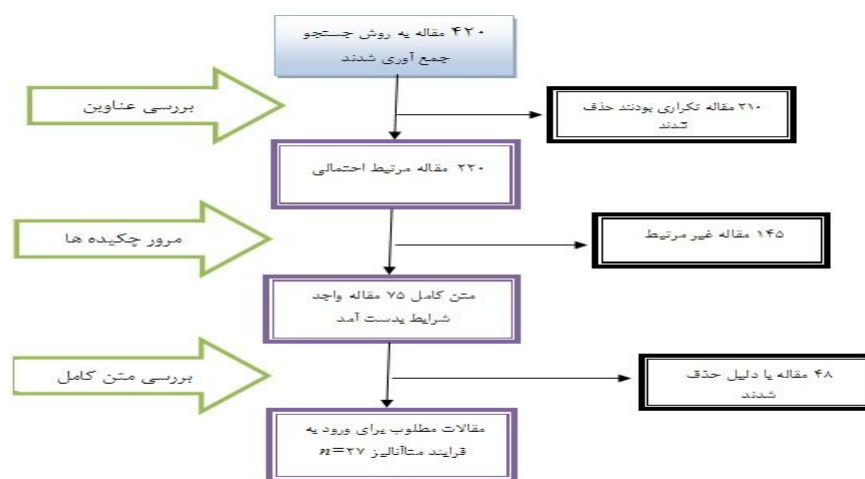 ۴۲۰ مقاله به روش جستجو
جمع آوری شدند
بررسی عناوین
۲۱۰ مقاله تکراری بودند حذف
شدند
۲۲۰ مقاله مرتبط احتمالی
مرور چکیده ها
۱۴۵ مقاله غیر مرتبط
متن کامل ۷۵ مقاله واجد
شرایط بدست آمد
بررسی متن کامل
۴۸ مقاله با دلیل حذف
شدند
مقالات مطلوب برای ورود به
فرایند متاآنالیز n=۲۷